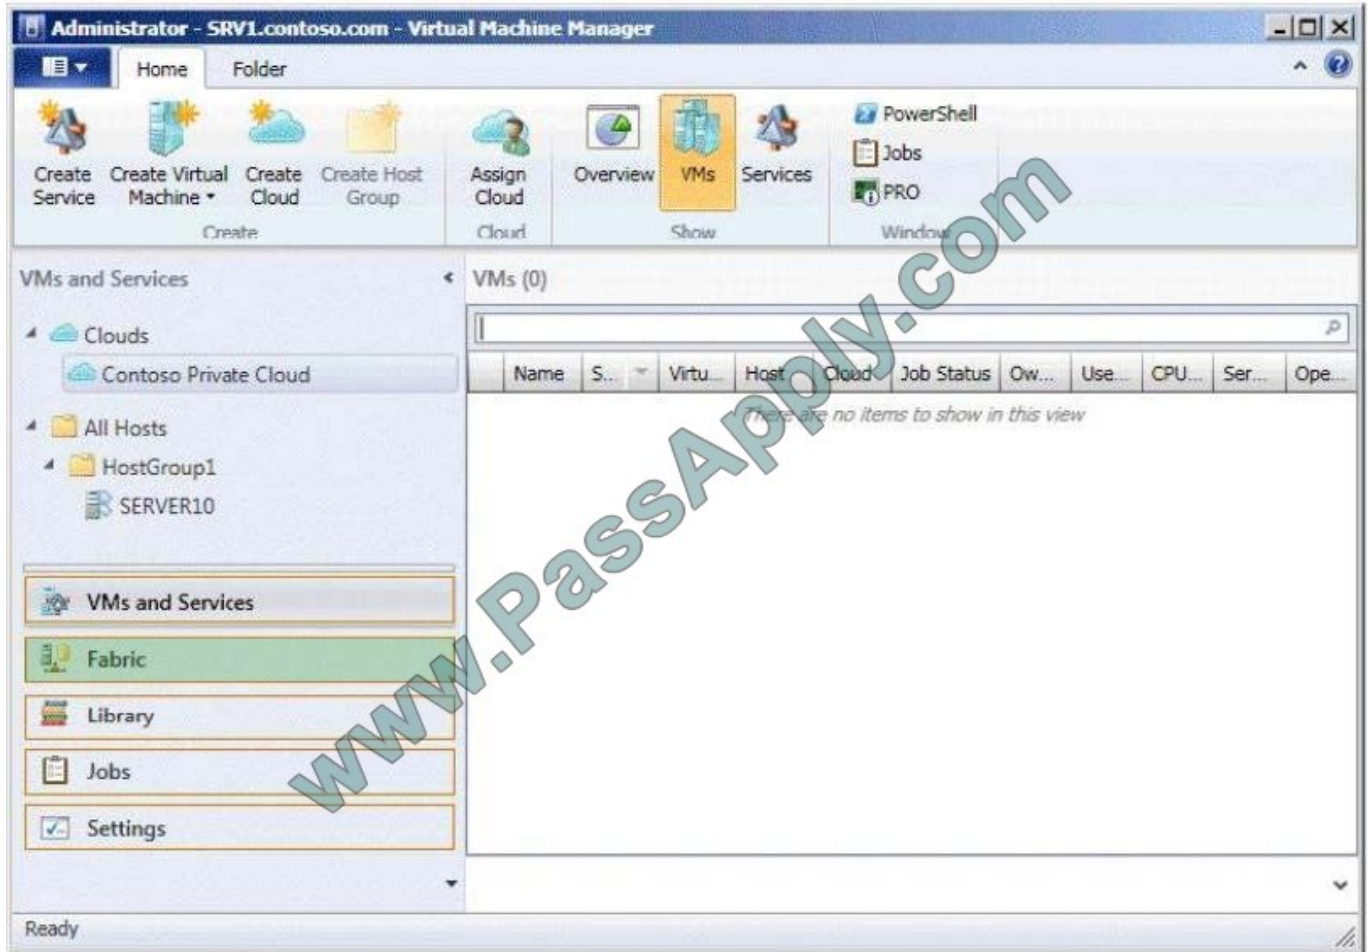 Administrator - SRV1.contoso.com - Virtual Machine Manager
Home Folder
Create Service
Create Virtual Machine
Create Cloud
Create Host Group
Create
Assign Cloud
Cloud
Overview
VMs
Services
Show
PowerShell
Jobs
PRO
Window
VMs and Services
Clouds
Contoso Private Cloud
All Hosts
HostGroup1
SERVER10
VMs and Services
Fabric
Library
Jobs
Settings
VMs (0)
Name S... Virtu... Host Cloud Job Status Ow... Use... CPU... Ser... Ope...
There are no items to show in this view
www.PassApply.com
Ready